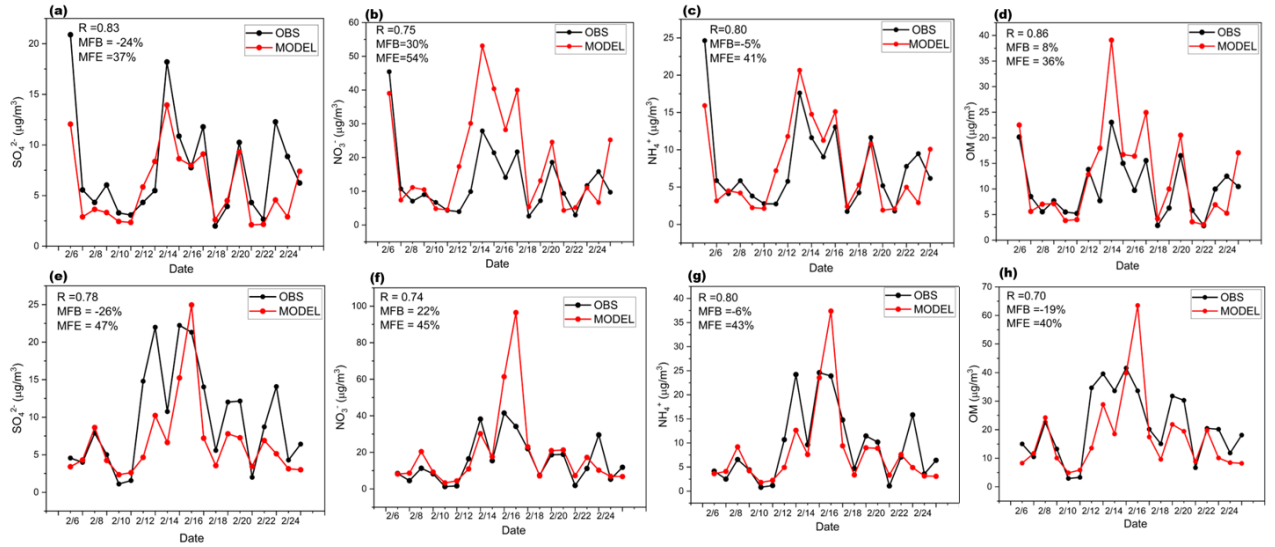 (a)
R = 0.83
MFB = -24%
MFE = 37%
OBS
MODEL
SO₄²⁻ (μg/m³)
25
20
15
10
5
0
2/6 2/8 2/10 2/12 2/14 2/16 2/18 2/20 2/22 2/24
Date
(b)
R = 0.75
MFB=30%
MFE=54%
OBS
MODEL
NO₃⁻ (μg/m³)
60
50
40
30
20
10
0
2/6 2/8 2/10 2/12 2/14 2/16 2/18 2/20 2/22 2/24
Date
(c)
R =0.80
MFB=-5%
MFE= 41%
OBS
MODEL
NH₄⁺ (μg/m³)
25
20
15
10
5
0
2/6 2/8 2/10 2/12 2/14 2/16 2/18 2/20 2/22 2/24
Date
(d)
R = 0.86
MFB = 8%
MFE = 36%
OBS
MODEL
OM (μg/m³)
40
35
30
25
20
15
10
5
0
2/6 2/8 2/10 2/12 2/14 2/16 2/18 2/20 2/22 2/24
Date
(e)
R =0.78
MFB = -26%
MFE = 47%
OBS
MODEL
SO₄²⁻ (μg/m³)
25
20
15
10
5
0
2/6 2/8 2/10 2/12 2/14 2/16 2/18 2/20 2/22 2/24
Date
(f)
R = 0.74
MFB = 22%
MFE = 45%
OBS
MODEL
NO₃⁻ (μg/m³)
100
80
60
40
20
0
2/6 2/8 2/10 2/12 2/14 2/16 2/18 2/20 2/22 2/24
Date
(g)
R = 0.80
MFB =-6%
MFE =43%
OBS
MODEL
NH₄⁺ (μg/m³)
40
35
30
25
20
15
10
5
0
2/6 2/8 2/10 2/12 2/14 2/16 2/18 2/20 2/22 2/24
Date
(h)
R =0.70
MFB =-19%
MFE =40%
OBS
MODEL
OM (μg/m³)
70
60
50
40
30
20
10
0
2/6 2/8 2/10 2/12 2/14 2/16 2/18 2/20 2/22 2/24
Date